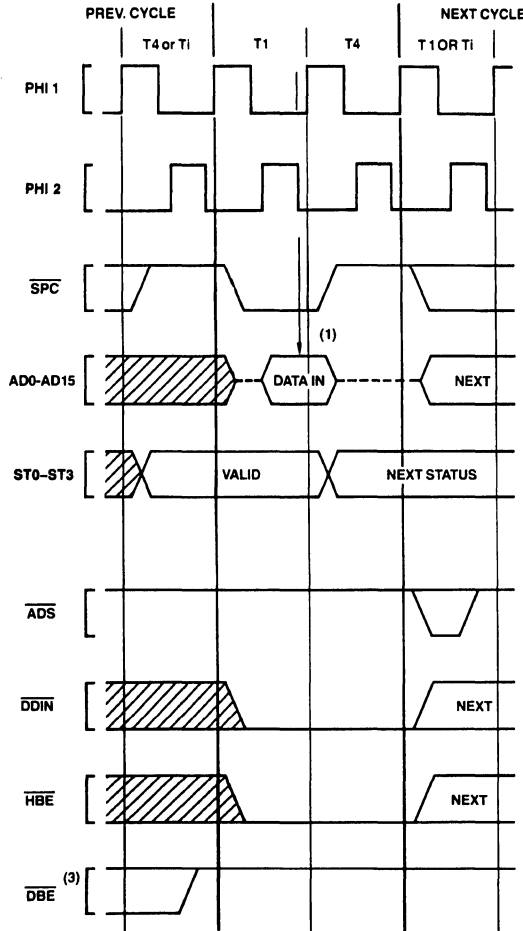 PREV. CYCLE NEXT CYCLE
T4 or Ti T1 T4 T1 OR Ti
PHI 1
PHI 2
SPC
(1)
AD0-AD15 DATA IN NEXT
ST0–ST3 VALID NEXT STATUS
ADS
DDIN NEXT
HBE NEXT
DBE (3)